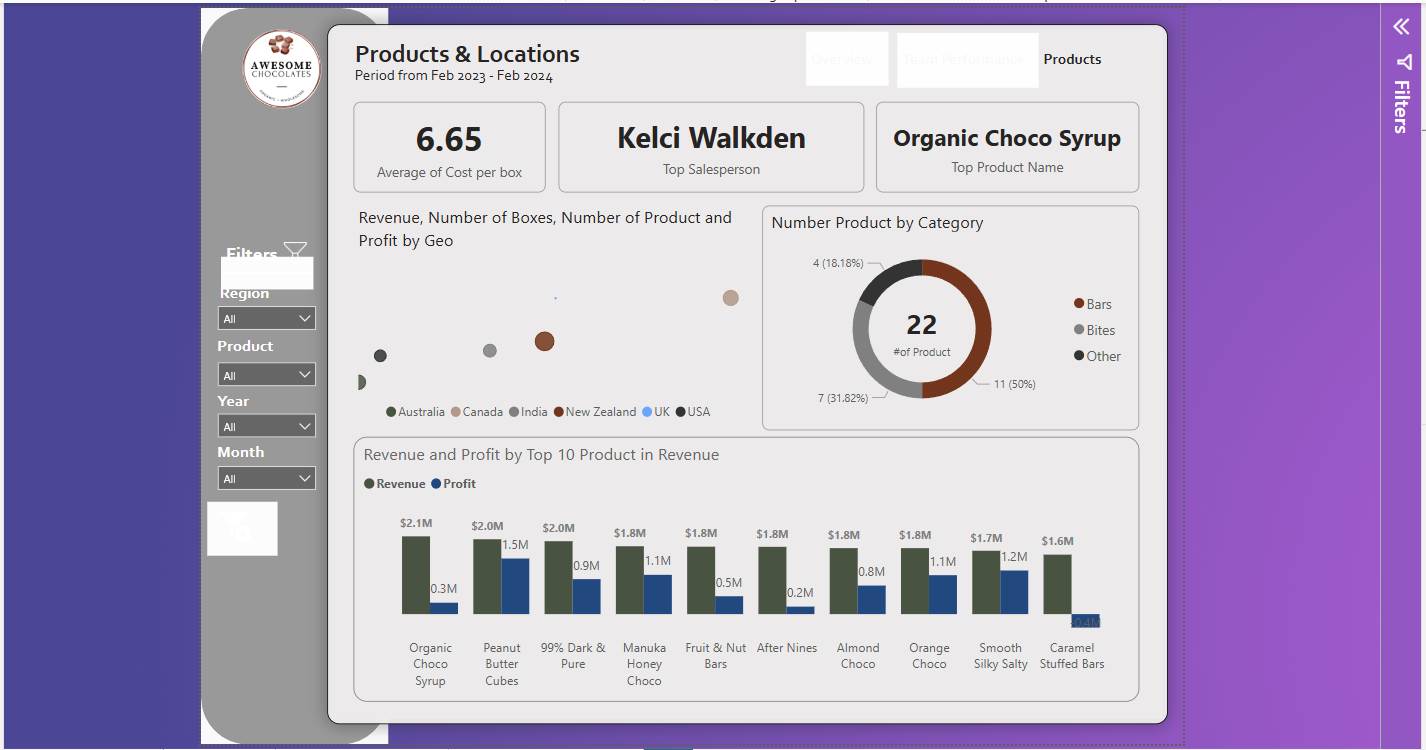 AWESOME
CHOCOLATES
Products & Locations
Period from Feb 2023 - Feb 2024
Overview
Team Performance
Products
Filters
6.65
Average of Cost per box
Kelci Walkden
Top Salesperson
Organic Choco Syrup
Top Product Name
Filters
Region
All
Product
All
Year
All
Month
All
Revenue, Number of Boxes, Number of Product and
Profit by Geo
Australia
Canada
India
New Zealand
UK
USA
Number Product by Category
4 (18.18%)
22
#of Product
7 (31.82%)
11 (50%)
Bars
Bites
Other
Revenue and Profit by Top 10 Product in Revenue
Revenue
Profit
$2.1M
0.3M
$2.0M
1.5M
$2.0M
0.9M
$1.8M
1.1M
$1.8M
0.5M
$1.8M
0.2M
$1.8M
0.8M
$1.8M
1.1M
$1.7M
1.2M
$1.6M
-0.4M
Organic
Choco
Syrup
Peanut
Butter
Cubes
99% Dark &
Pure
Manuka
Honey
Choco
Fruit & Nut
Bars
After Nines
Almond
Choco
Orange
Choco
Smooth
Silky Salty
Caramel
Stuffed Bars